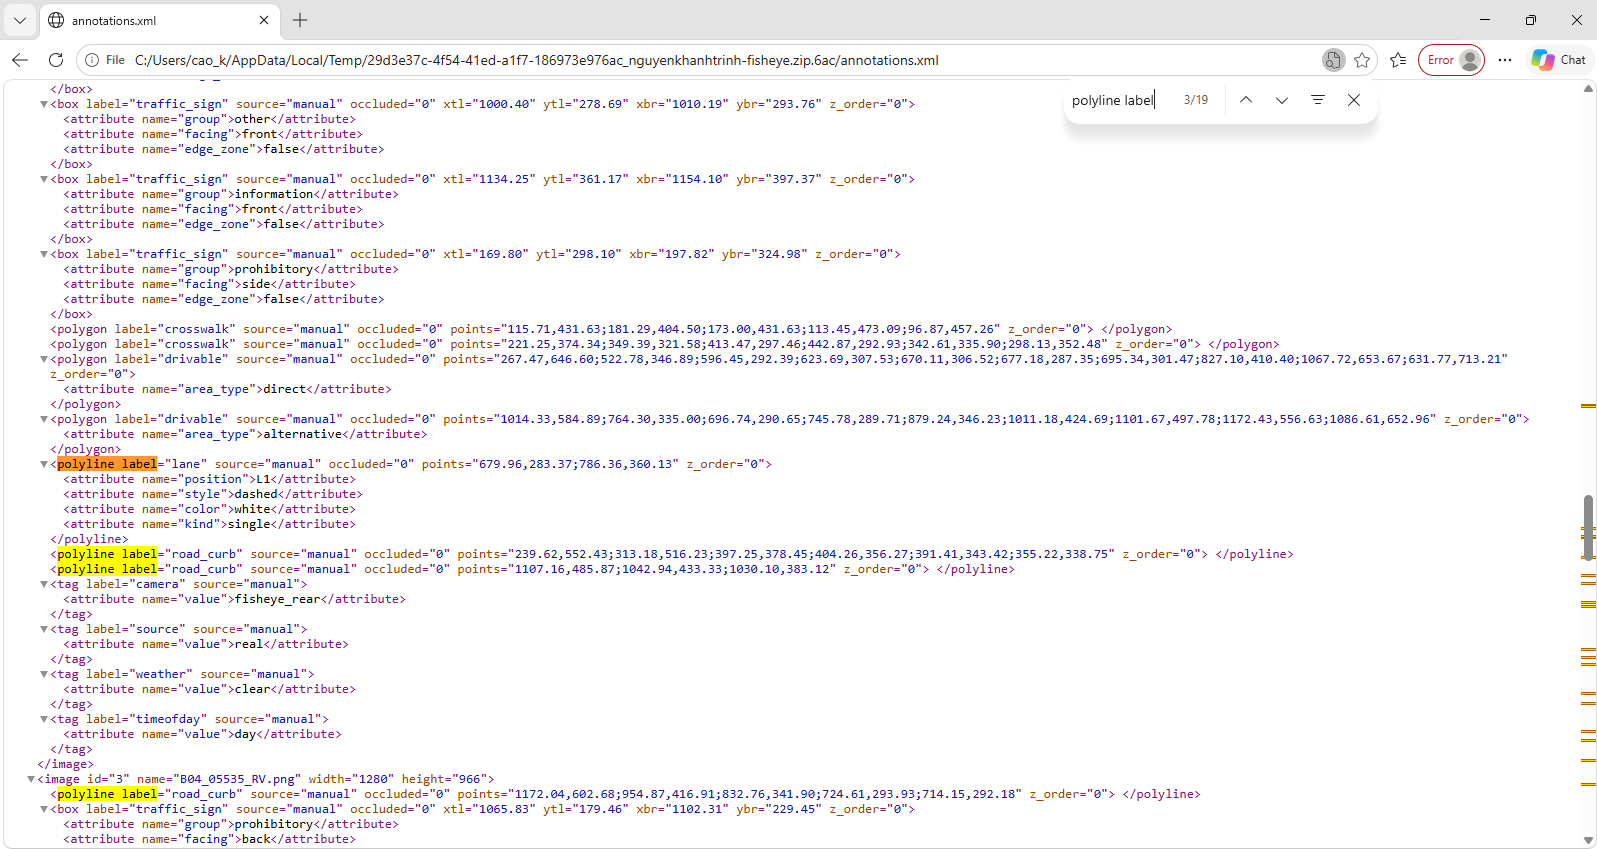 annotations.xml
File C:/Users/cao_k/AppData/Local/Temp/29d3e37c-4f54-41ed-a1f7-186973e976ac_nguyenkhanhtrinh-fisheye.zip.6ac/annotations.xml
Error
Chat
polyline label 3/19
</box>
<box label="traffic_sign" source="manual" occluded="0" xtl="1000.40" ytl="278.69" xbr="1010.19" ybr="293.76" z_order="0">
<attribute name="group">other</attribute>
<attribute name="facing">front</attribute>
<attribute name="edge_zone">false</attribute>
</box>
<box label="traffic_sign" source="manual" occluded="0" xtl="1134.25" ytl="361.17" xbr="1154.10" ybr="397.37" z_order="0">
<attribute name="group">information</attribute>
<attribute name="facing">front</attribute>
<attribute name="edge_zone">false</attribute>
</box>
<box label="traffic_sign" source="manual" occluded="0" xtl="169.80" ytl="298.10" xbr="197.82" ybr="324.98" z_order="0">
<attribute name="group">prohibitory</attribute>
<attribute name="facing">side</attribute>
<attribute name="edge_zone">false</attribute>
</box>
<polygon label="crosswalk" source="manual" occluded="0" points="115.71,431.63;181.29,404.50;173.00,431.63;113.45,473.09;96.87,457.26" z_order="0"> </polygon>
<polygon label="crosswalk" source="manual" occluded="0" points="221.25,374.34;349.39,321.58;413.47,297.46;442.87,292.93;342.61,335.90;298.13,352.48" z_order="0"> </polygon>
<polygon label="drivable" source="manual" occluded="0" points="267.47,646.60;522.78,346.89;596.45,292.39;623.69,307.53;670.11,306.52;677.18,287.35;695.34,301.47;827.10,410.40;1067.72,653.67;631.77,713.21"
z_order="0">
<attribute name="area_type">direct</attribute>
</polygon>
<polygon label="drivable" source="manual" occluded="0" points="1014.33,584.89;764.30,335.00;696.74,290.65;745.78,289.71;879.24,346.23;1011.18,424.69;1101.67,497.78;1172.43,556.63;1086.61,652.96" z_order="0">
<attribute name="area_type">alternative</attribute>
</polygon>
<polyline label="lane" source="manual" occluded="0" points="679.96,283.37;786.36,360.13" z_order="0">
<attribute name="position">L1</attribute>
<attribute name="style">dashed</attribute>
<attribute name="color">white</attribute>
<attribute name="kind">single</attribute>
</polyline>
<polyline label="road_curb" source="manual" occluded="0" points="239.62,552.43;313.18,516.23;397.25,378.45;404.26,356.27;391.41,343.42;355.22,338.75" z_order="0"> </polyline>
<polyline label="road_curb" source="manual" occluded="0" points="1107.16,485.87;1042.94,433.33;1030.10,383.12" z_order="0"> </polyline>
<tag label="camera" source="manual">
<attribute name="value">fisheye_rear</attribute>
</tag>
<tag label="source" source="manual">
<attribute name="value">real</attribute>
</tag>
<tag label="weather" source="manual">
<attribute name="value">clear</attribute>
</tag>
<tag label="timeofday" source="manual">
<attribute name="value">day</attribute>
</tag>
</image>
<image id="3" name="B04_05535_RV.png" width="1280" height="966">
<polyline label="road_curb" source="manual" occluded="0" points="1172.04,602.68;954.87,416.91;832.76,341.90;724.61,293.93;714.15,292.18" z_order="0"> </polyline>
<box label="traffic_sign" source="manual" occluded="0" xtl="1065.83" ytl="179.46" xbr="1102.31" ybr="229.45" z_order="0">
<attribute name="group">prohibitory</attribute>
<attribute name="facing">back</attribute>